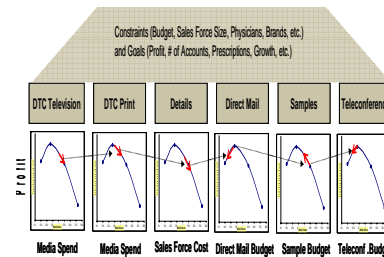 Constraints (Budget, Sales Force Size, Physicians, Brands, etc.)
and Goals (Profit, # of Accounts, Prescriptions, Growth, etc.)
DTC Television
DTC Print
Details
Direct Mail
Samples
Teleconferen
Profit
Media Spend
Media Spend
Sales Force Cost
Direct Mail Budget
Sample Budget
Teleconf .Budg